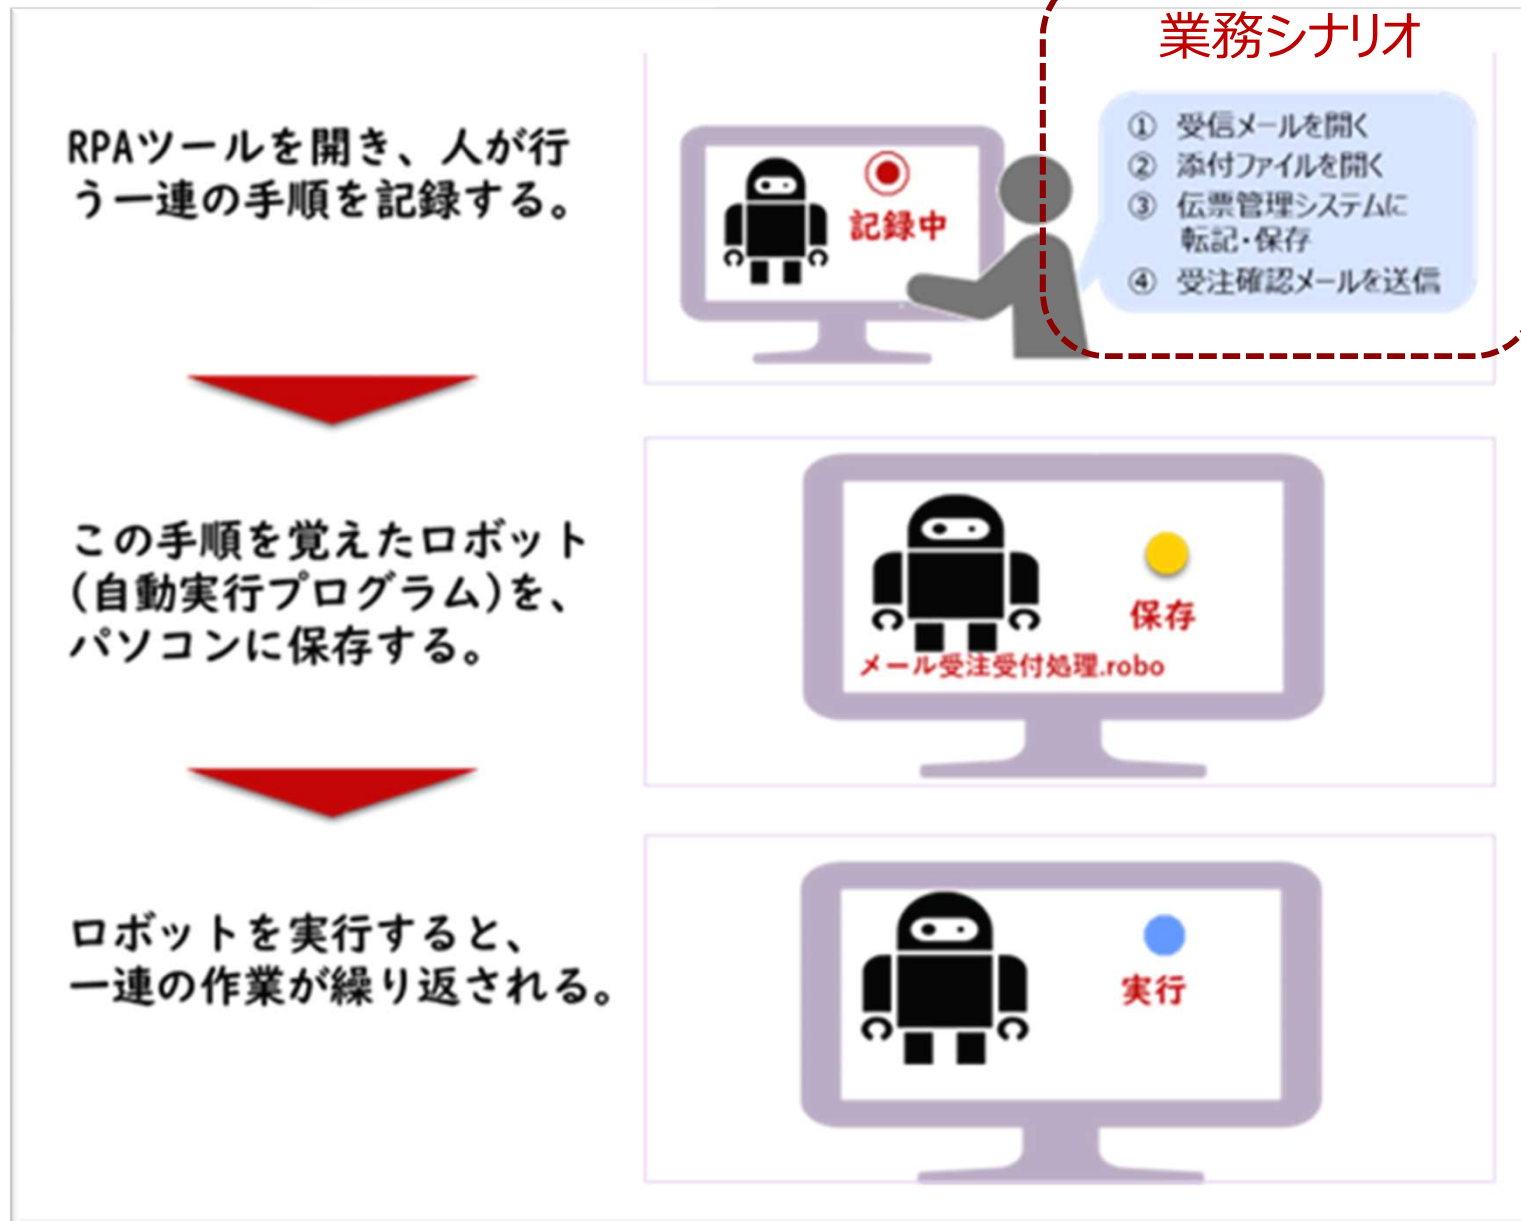 業務シナリオ
RPAツールを開き、人が行
う一連の手順を記録する。
記録中
① 受信メールを開く
② 添付ファイルを開く
③ 伝票管理システムに
転記・保存
④ 受注確認メールを送信
この手順を覚えたロボット
(自動実行プログラム)を、
パソコンに保存する。
保存
メール受注受付処理.robo
ロボットを実行すると、
一連の作業が繰り返される。
実行